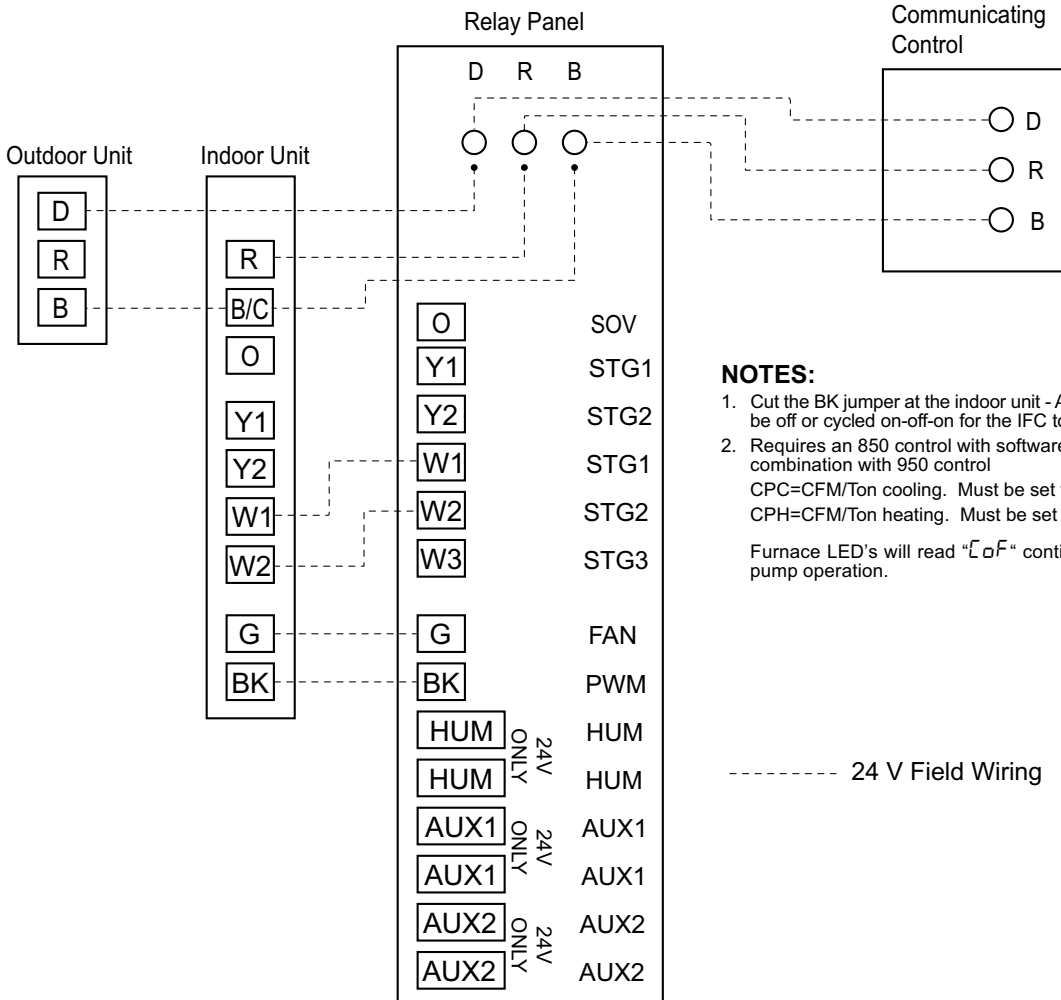 Relay Panel
Communicating
Control
D R B
Outdoor Unit
Indoor Unit
D
R
B
R
B/C
O
Y1
Y2
W1
W2
G
BK
O SOV
Y1 STG1
Y2 STG2
W1 STG1
W2 STG2
W3 STG3
G FAN
BK PWM
HUM HUM
HUM HUM
24V
ONLY
AUX1 AUX1
AUX1 AUX1
24V
ONLY
AUX2 AUX2
AUX2 AUX2
24V
ONLY
D
R
B
NOTES:
1. Cut the BK jumper at the indoor unit - A
be off or cycled on-off-on for the IFC to
2. Requires an 850 control with software
combination with 950 control
CPC=CFM/Ton cooling. Must be set
CPH=CFM/Ton heating. Must be set
Furnace LED's will read “CoF“ conti
pump operation.
24 V Field Wiring